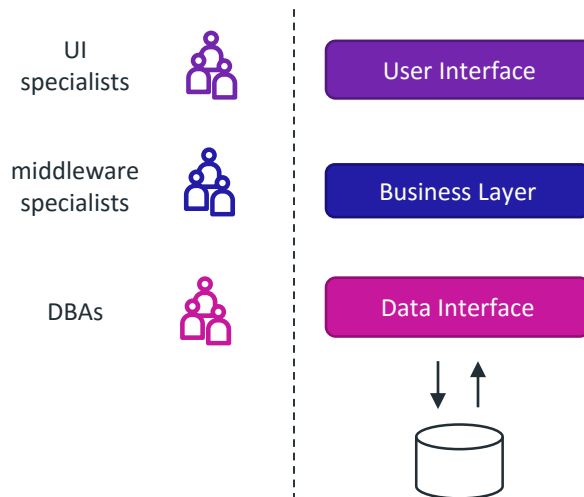 UI
specialists
User Interface
middleware
specialists
Business Layer
DBAs
Data Interface